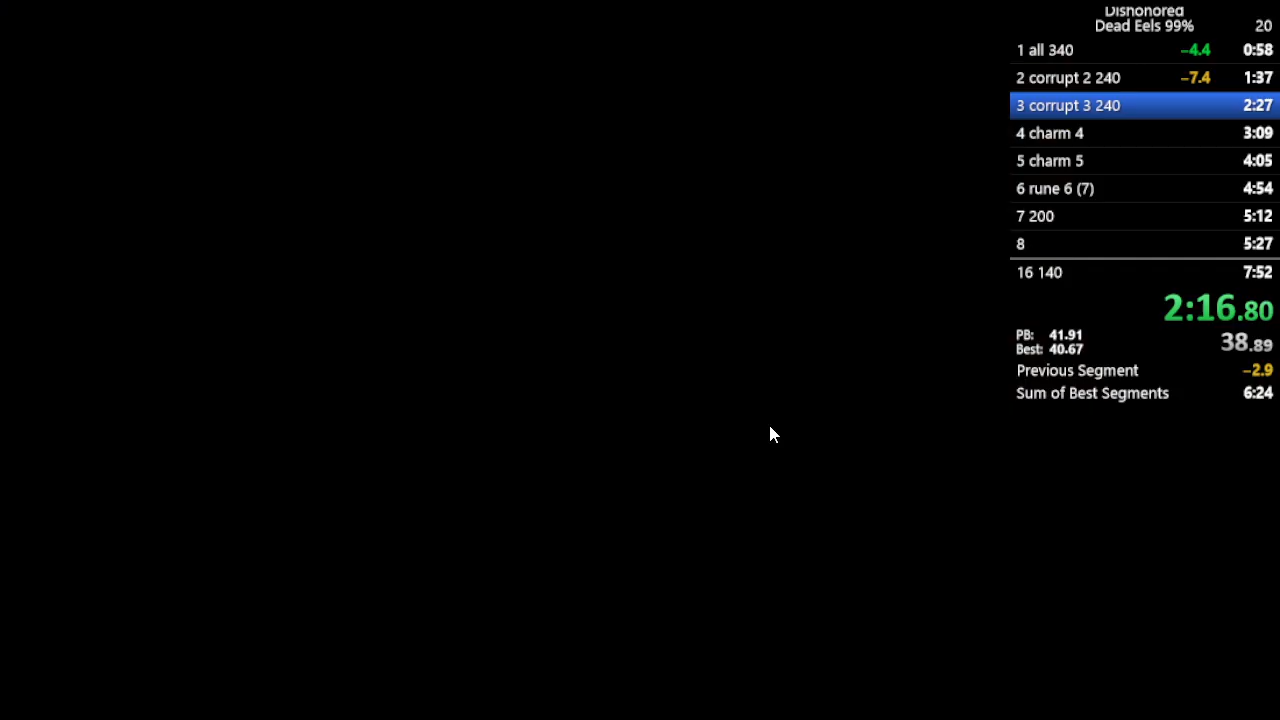 Dishonored
Dead Eels 99% 20
1 all 340 −4.4 0:58
2 corrupt 2 240 −7.4 1:37
3 corrupt 3 240 2:27
4 charm 4 3:09
5 charm 5 4:05
6 rune 6 (7) 4:54
7 200 5:12
8 5:27
16 140 7:52
2:16.80
PB: 41.91 38.89
Best: 40.67
Previous Segment −2.9
Sum of Best Segments 6:24